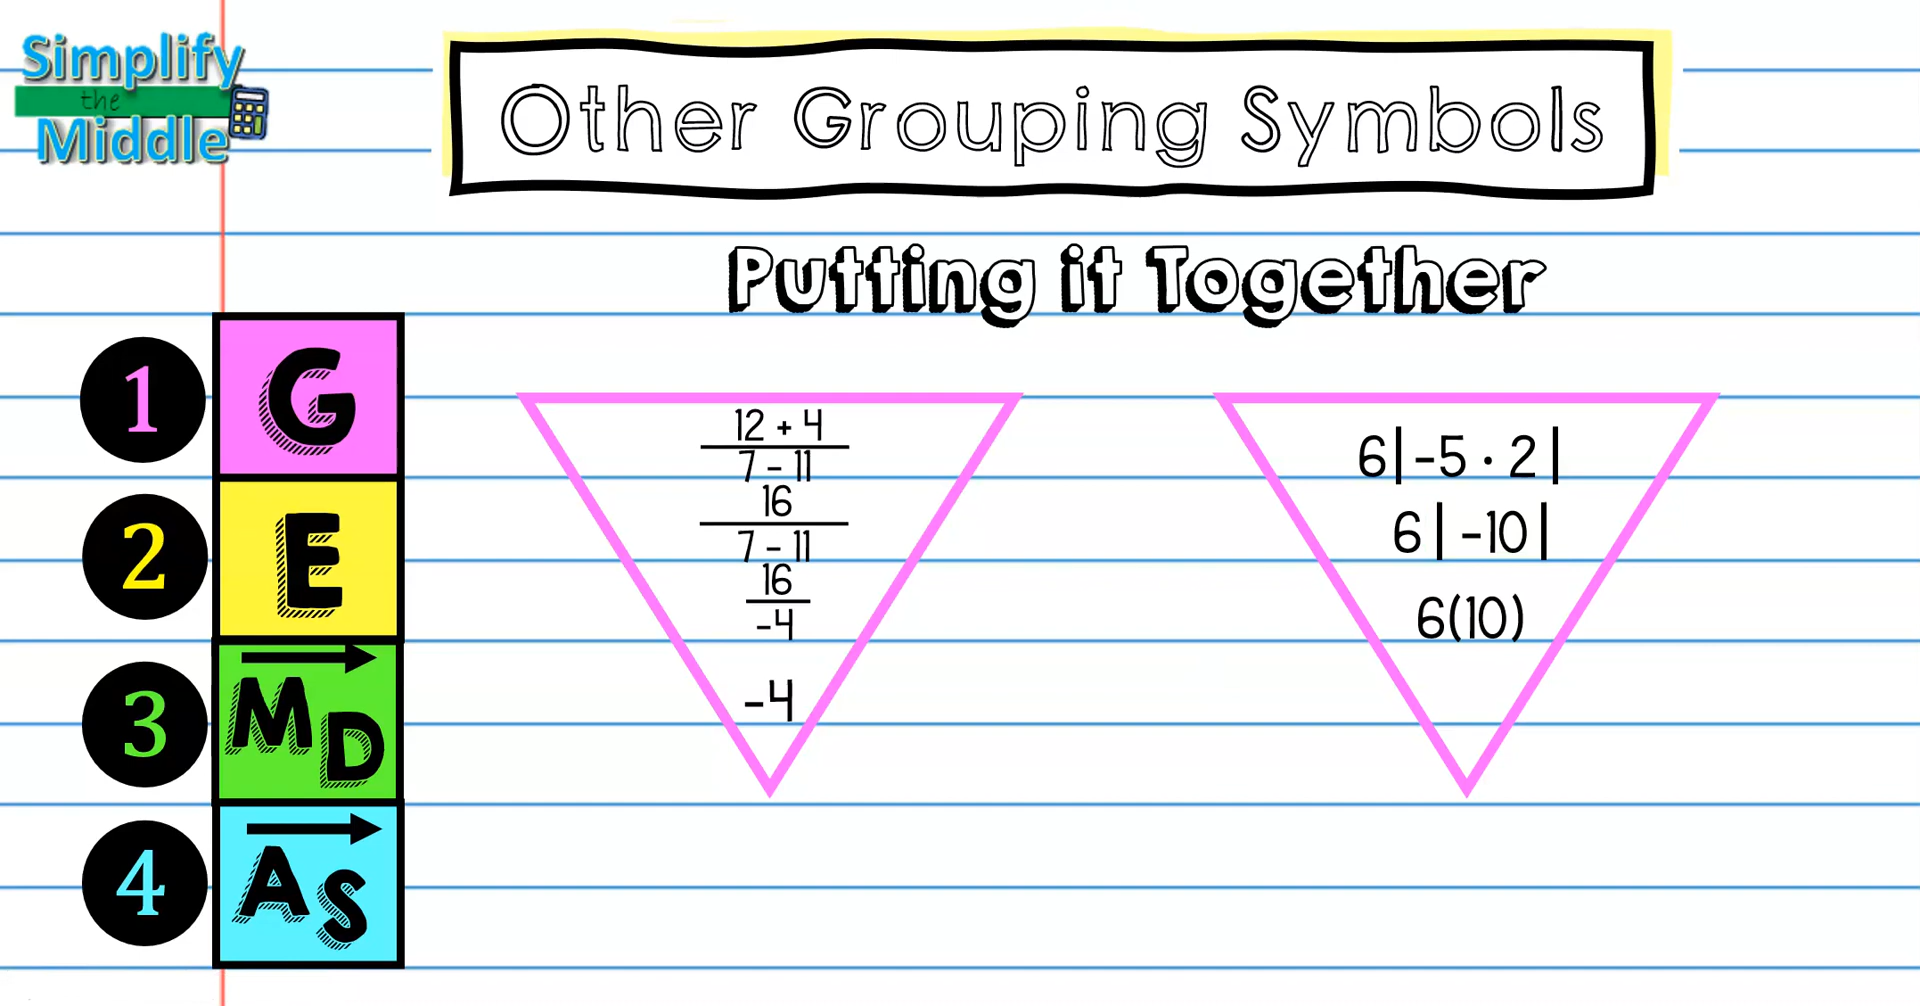 Simplify
the
Middle
Other Grouping Symbols
Putting it Together
1 G
2 E
3 M D
4 A S
12 + 4
7 - 11
16
7 - 11
16
-4
-4
6|-5 · 2|
6|-10|
6(10)